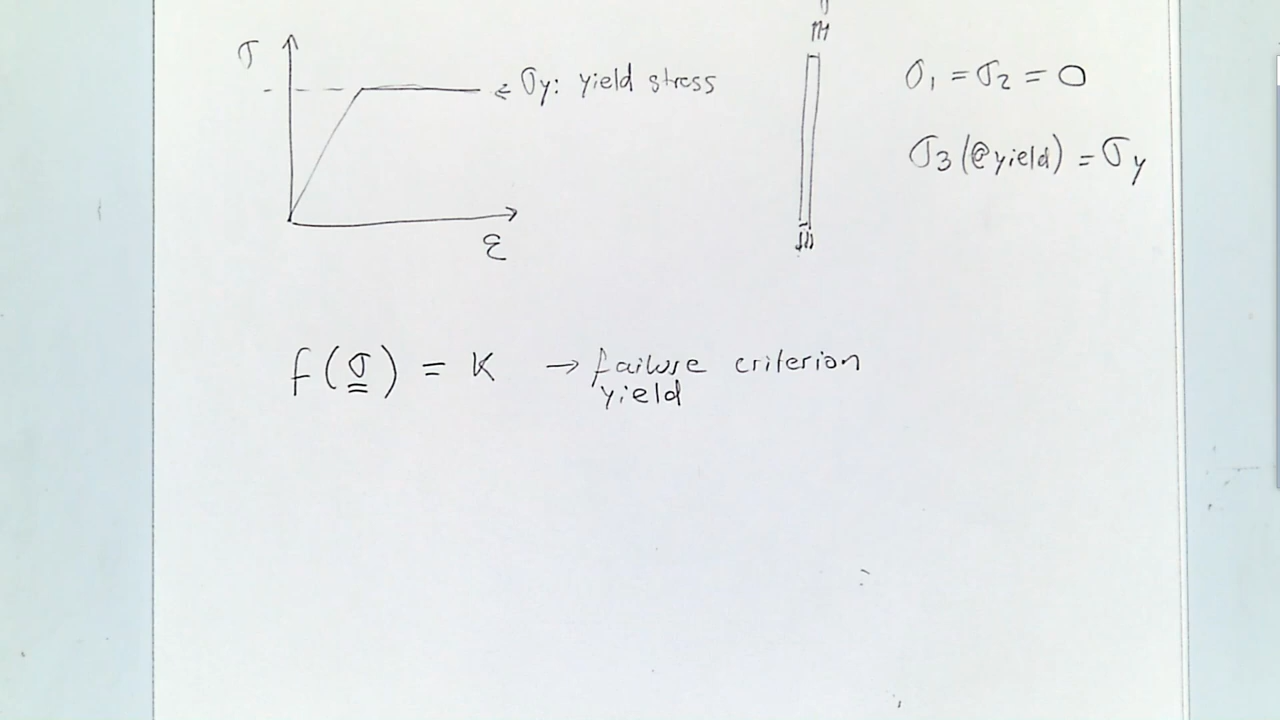 σ
← σy: yield stress
ε
σ₁ = σ₂ = 0
σ₃ (@yield) = σy
f(σ) = K → failure criterion
yield